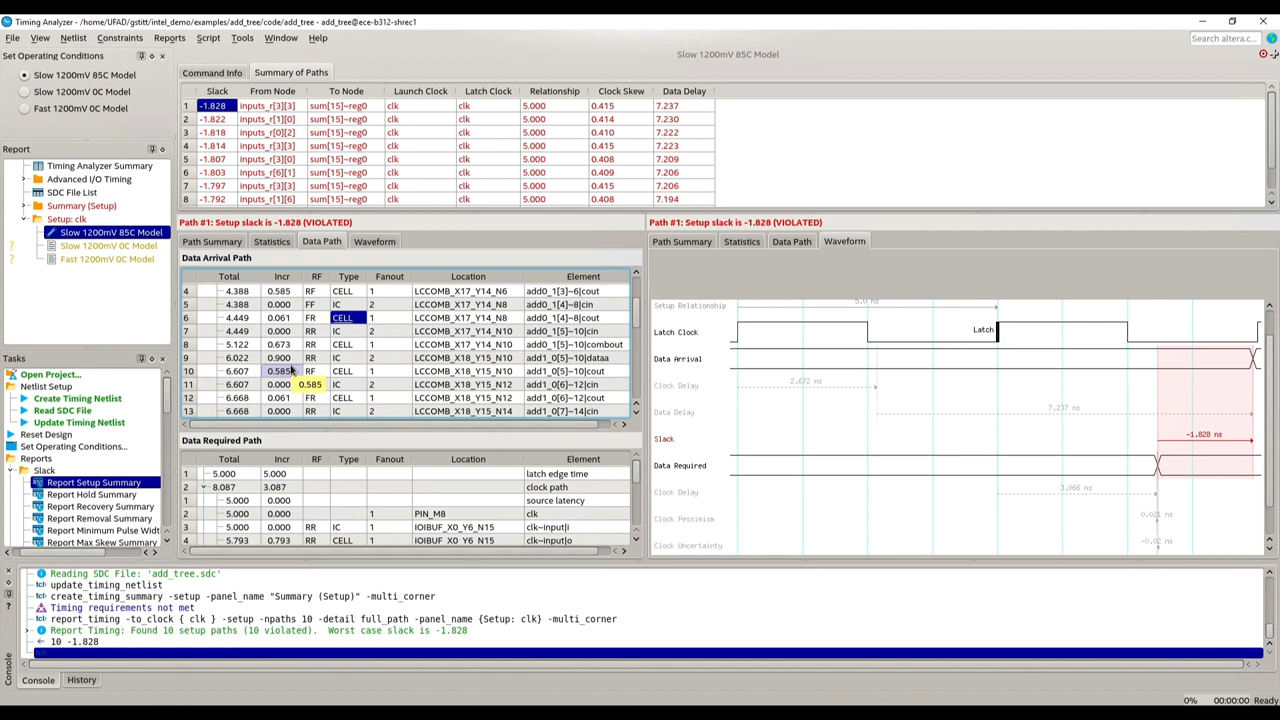 Timing Analyzer - /home/UFAD/gstitt/intel_demo/examples/add_tree/code/add_tree - add_tree@ece-b312-shrec1
File View Netlist Constraints Reports Script Tools Window Help
Search altera.c...
Set Operating Conditions
Slow 1200mV 85C Model
Slow 1200mV 0C Model
Fast 1200mV 0C Model
Report
Timing Analyzer Summary
Advanced I/O Timing
SDC File List
Summary (Setup)
Setup: clk
Slow 1200mV 85C Model
Slow 1200mV 0C Model
Fast 1200mV 0C Model
Tasks
Open Project...
Netlist Setup
Create Timing Netlist
Read SDC File
Update Timing Netlist
Reset Design
Set Operating Conditions...
Reports
Slack
Report Setup Summary
Report Hold Summary
Report Recovery Summary
Report Removal Summary
Report Minimum Pulse Widt
Report Max Skew Summary
Slow 1200mV 85C Model
Command Info Summary of Paths
Slack From Node To Node Launch Clock Latch Clock Relationship Clock Skew Data Delay
1 -1.828 inputs_r[3][3] sum[15]~reg0 clk clk 5.000 0.415 7.237
2 -1.822 inputs_r[1][0] sum[15]~reg0 clk clk 5.000 0.414 7.230
3 -1.818 inputs_r[0][2] sum[15]~reg0 clk clk 5.000 0.410 7.222
4 -1.814 inputs_r[3][3] sum[15]~reg0 clk clk 5.000 0.415 7.223
5 -1.807 inputs_r[3][0] sum[15]~reg0 clk clk 5.000 0.408 7.209
6 -1.803 inputs_r[6][1] sum[15]~reg0 clk clk 5.000 0.409 7.206
7 -1.797 inputs_r[3][3] sum[15]~reg0 clk clk 5.000 0.415 7.206
8 -1.792 inputs_r[1][6] sum[15]~reg0 clk clk 5.000 0.408 7.194
Path #1: Setup slack is -1.828 (VIOLATED)
Path Summary Statistics Data Path Waveform
Data Arrival Path
Total Incr RF Type Fanout Location Element
4 4.388 0.585 RF CELL 1 LCCOMB_X17_Y14_N6 add0_1[3]~6|cout
5 4.388 0.000 FF IC 2 LCCOMB_X17_Y14_N8 add0_1[4]~8|cin
6 4.449 0.061 FR CELL 1 LCCOMB_X17_Y14_N8 add0_1[4]~8|cout
7 4.449 0.000 RR IC 2 LCCOMB_X17_Y14_N10 add0_1[5]~10|cin
8 5.122 0.673 RR CELL 1 LCCOMB_X17_Y14_N10 add0_1[5]~10|combout
9 6.022 0.900 RR IC 2 LCCOMB_X18_Y15_N10 add1_0[5]~10|dataa
10 6.607 0.585 RF CELL 1 LCCOMB_X18_Y15_N10 add1_0[5]~10|cout
11 6.607 0.000 0.585 IC 2 LCCOMB_X18_Y15_N12 add1_0[6]~12|cin
12 6.668 0.061 FR CELL 1 LCCOMB_X18_Y15_N12 add1_0[6]~12|cout
13 6.668 0.000 RR IC 2 LCCOMB_X18_Y15_N14 add1_0[7]~14|cin
Data Required Path
Total Incr RF Type Fanout Location Element
1 5.000 5.000 latch edge time
2 8.087 3.087 clock path
1 5.000 0.000 source latency
2 5.000 0.000 1 PIN_M8 clk
3 5.000 0.000 RR IC 1 IOIBUF_X0_Y6_N15 clk~input|i
4 5.793 0.793 RR CELL 1 IOIBUF_X0_Y6_N15 clk~input|o
Path #1: Setup slack is -1.828 (VIOLATED)
Path Summary Statistics Data Path Waveform
Setup Relationship 5.0 ns
Latch Clock Latch
Data Arrival
Clock Delay 2.672 ns
Data Delay 7.237 ns
Slack -1.828 ns
Data Required
Clock Delay 3.066 ns
Clock Pessimism
Clock Uncertainty
Console
Reading SDC File: 'add_tree.sdc'
tcl> update_timing_netlist
tcl> create_timing_summary -setup -panel_name "Summary (Setup)" -multi_corner
Timing requirements not met
tcl> report_timing -to_clock { clk } -setup -npaths 10 -detail full_path -panel_name {Setup: clk} -multi_corner
Report Timing: Found 10 setup paths (10 violated). Worst case slack is -1.828
10 -1.828
Console History
0% 00:00:00 Ready